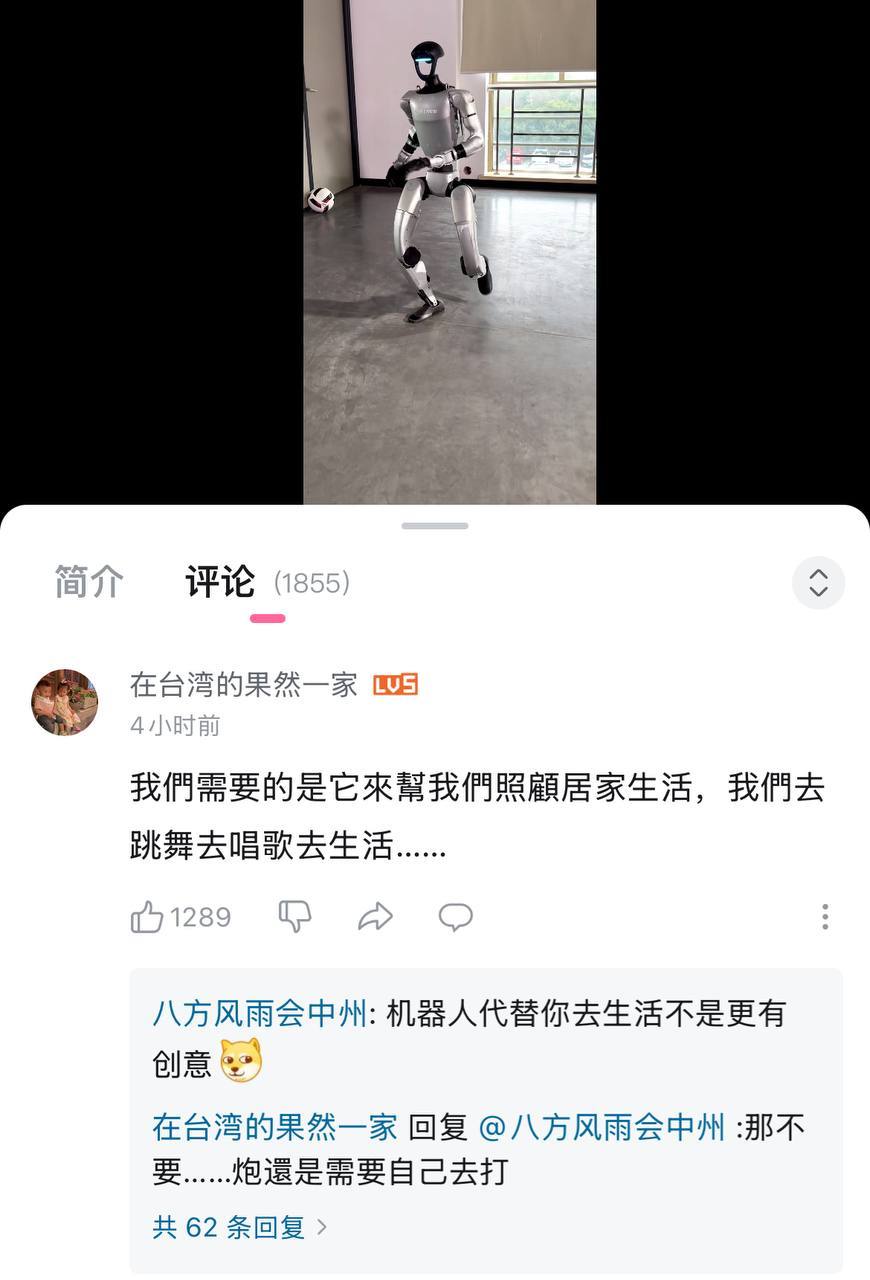 简介 评论 (1855)
在台湾的果然一家 LV5
4小时前
我們需要的是它來幫我們照顧居家生活，我們去
跳舞去唱歌去生活……
1289
八方风雨会中州: 机器人代替你去生活不是更有
创意
在台湾的果然一家 回复 @八方风雨会中州 :那不
要……炮還是需要自己去打
共 62 条回复 >